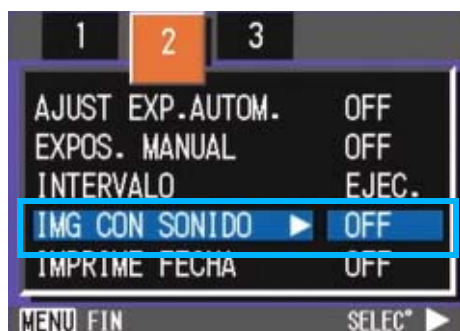 1 2 3
AJUST EXP.AUTOM. OFF
EXPOS. MANUAL OFF
INTERVALO EJEC.
IMG CON SONIDO ▶ OFF
IMPRIME FECHA OFF
MENU FIN SELEC° ▶